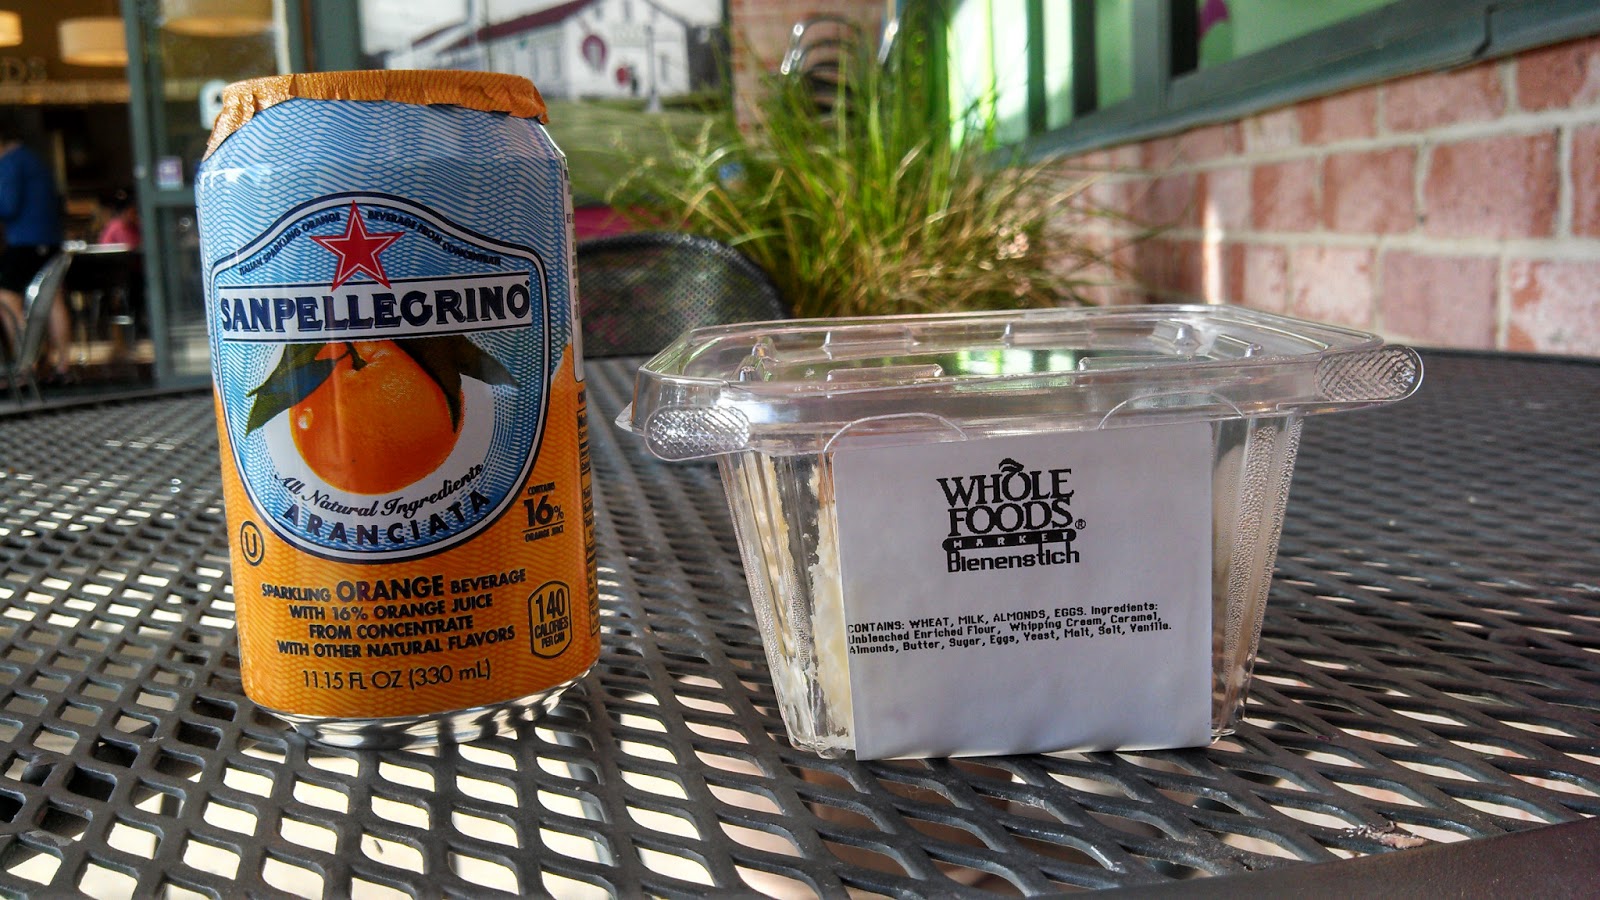 ITALIAN SPARKLING ORANGE BEVERAGE FROM CONCENTRATE
SANPELLEGRINO®
All Natural Ingredients
ARANCIATA
CONTAINS
16%
ORANGE JUICE
U
SPARKLING ORANGE BEVERAGE
WITH 16% ORANGE JUICE
FROM CONCENTRATE
WITH OTHER NATURAL FLAVORS
140
CALORIES
PER CAN
11.15 FL OZ (330 mL)
WHOLE
FOODS®
MARKET
Bienenstich
CONTAINS: WHEAT, MILK, ALMONDS, EGGS. Ingredients:
Unbleached Enriched Flour, Whipping Cream, Caramel,
Almonds, Butter, Sugar, Eggs, Yeast, Malt, Salt, Vanilla.